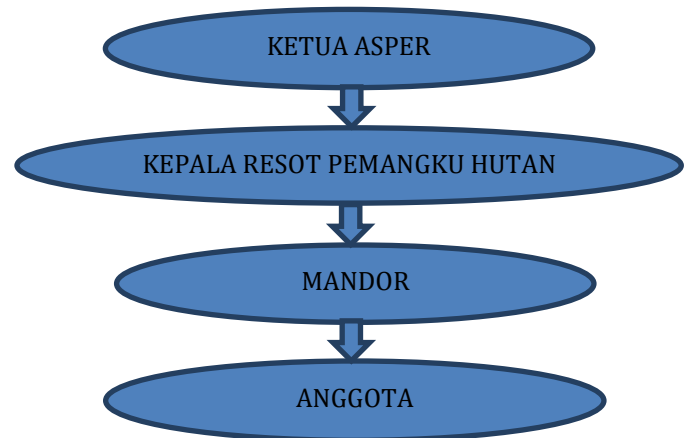 KETUA ASPER
KEPALA RESOT PEMANGKU HUTAN
MANDOR
ANGGOTA